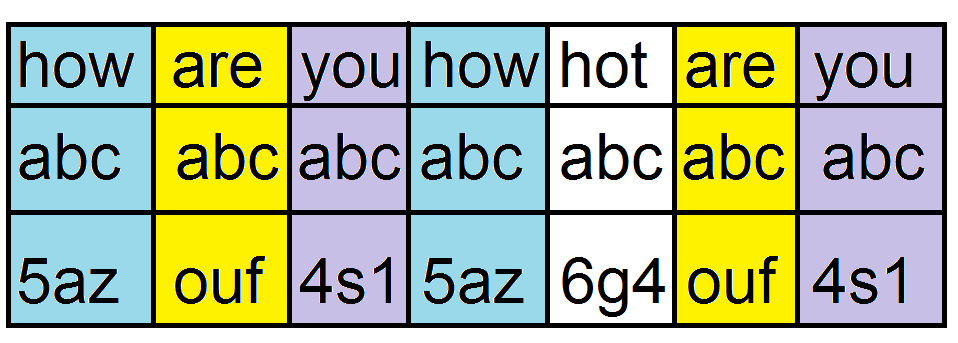 how are you how hot are you
abc abc abc abc abc abc abc
5az ouf 4s1 5az 6g4 ouf 4s1